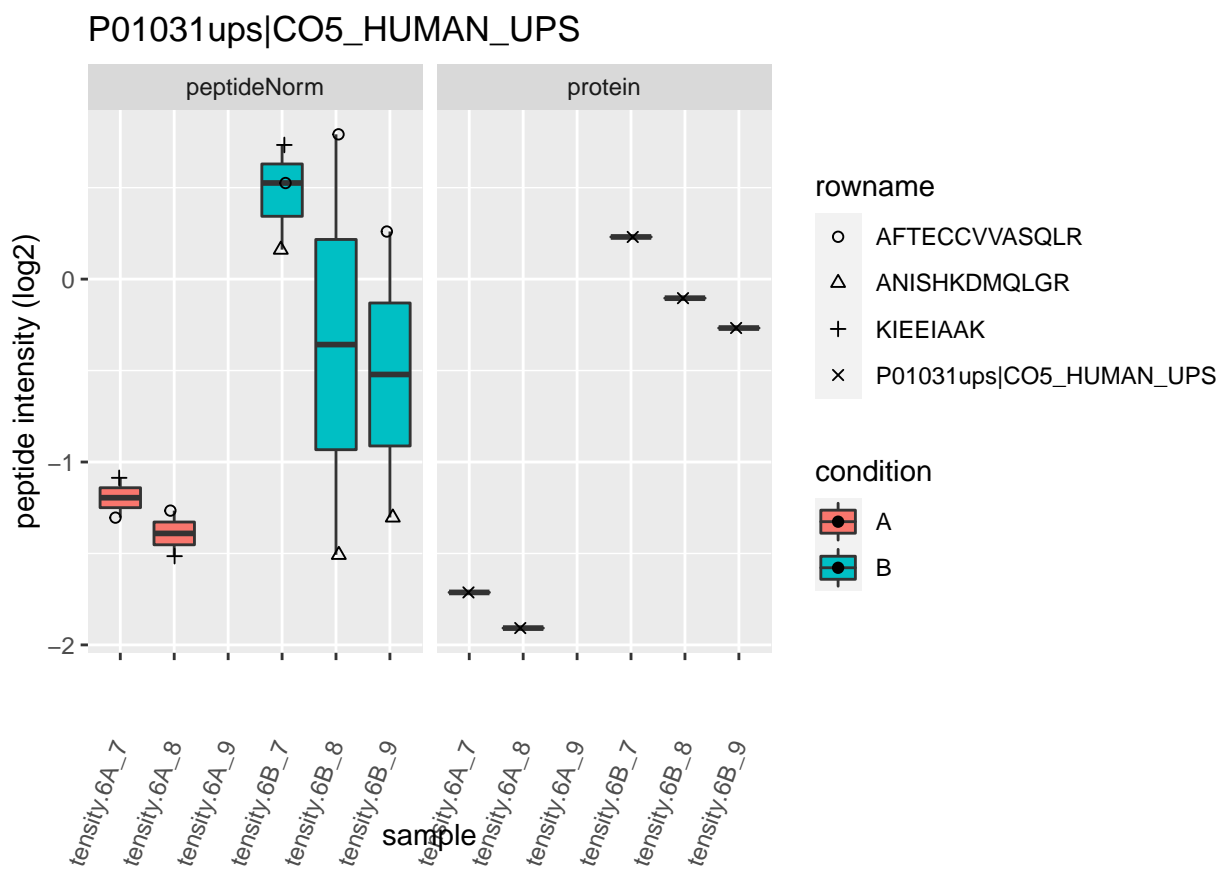 P01031ups|CO5_HUMAN_UPS
peptideNorm
protein
peptide intensity (log2)
0
−1
−2
tensity.6A_7
tensity.6A_8
tensity.6A_9
tensity.6B_7
tensity.6B_8
tensity.6B_9
tensity.6A_7
tensity.6A_8
tensity.6A_9
tensity.6B_7
tensity.6B_8
tensity.6B_9
sample
rowname
AFTECCVVASQLR
ANISHKDMQLGR
KIEEIAAK
P01031ups|CO5_HUMAN_UPS
condition
A
B